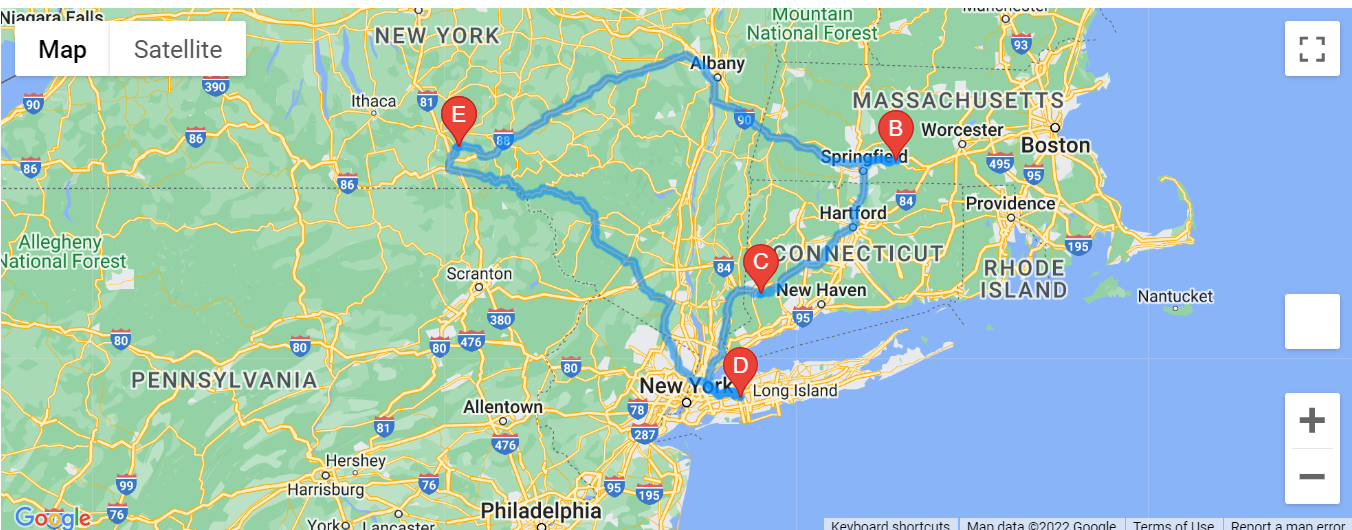 Niagara Falls
Mountain
National Forest
Manchester
Map
Satellite
NEW YORK
93
Albany
390
90
Ithaca
81
MASSACHUSETTS
E
88
90
B
Worcester
Boston
86
Springfield
495
95
86
86
84
Providence
Hartford
Allegheny
National Forest
195
CONNECTICUT
C
84
RHODE
ISLAND
Scranton
New Haven
Nantucket
380
95
80
80
80
476
80
D
PENNSYLVANIA
New York
Long Island
Allentown
78
81
476
287
Hershey
Harrisburg
99
76
95
195
76
Philadelphia
York
Lancaster
Google
Keyboard shortcuts
Map data ©2022 Google
Terms of Use
Report a map error